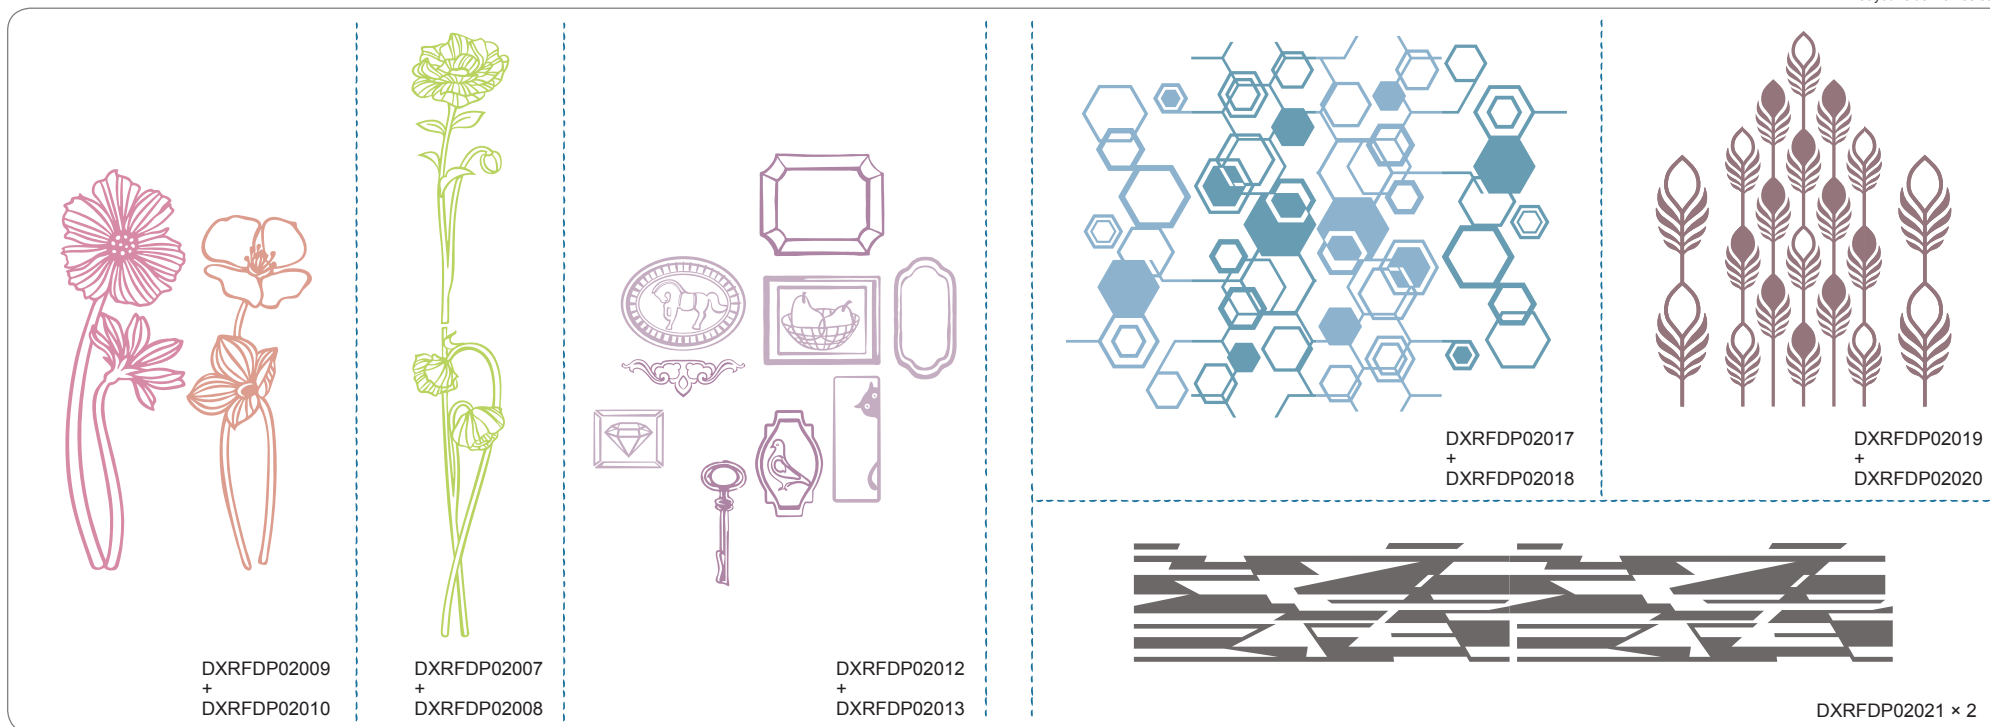 DXRFDP02009
+
DXRFDP02010
DXRFDP02007
+
DXRFDP02008
DXRFDP02012
+
DXRFDP02013
DXRFDP02017
+
DXRFDP02018
DXRFDP02019
+
DXRFDP02020
DXRFDP02021 × 2